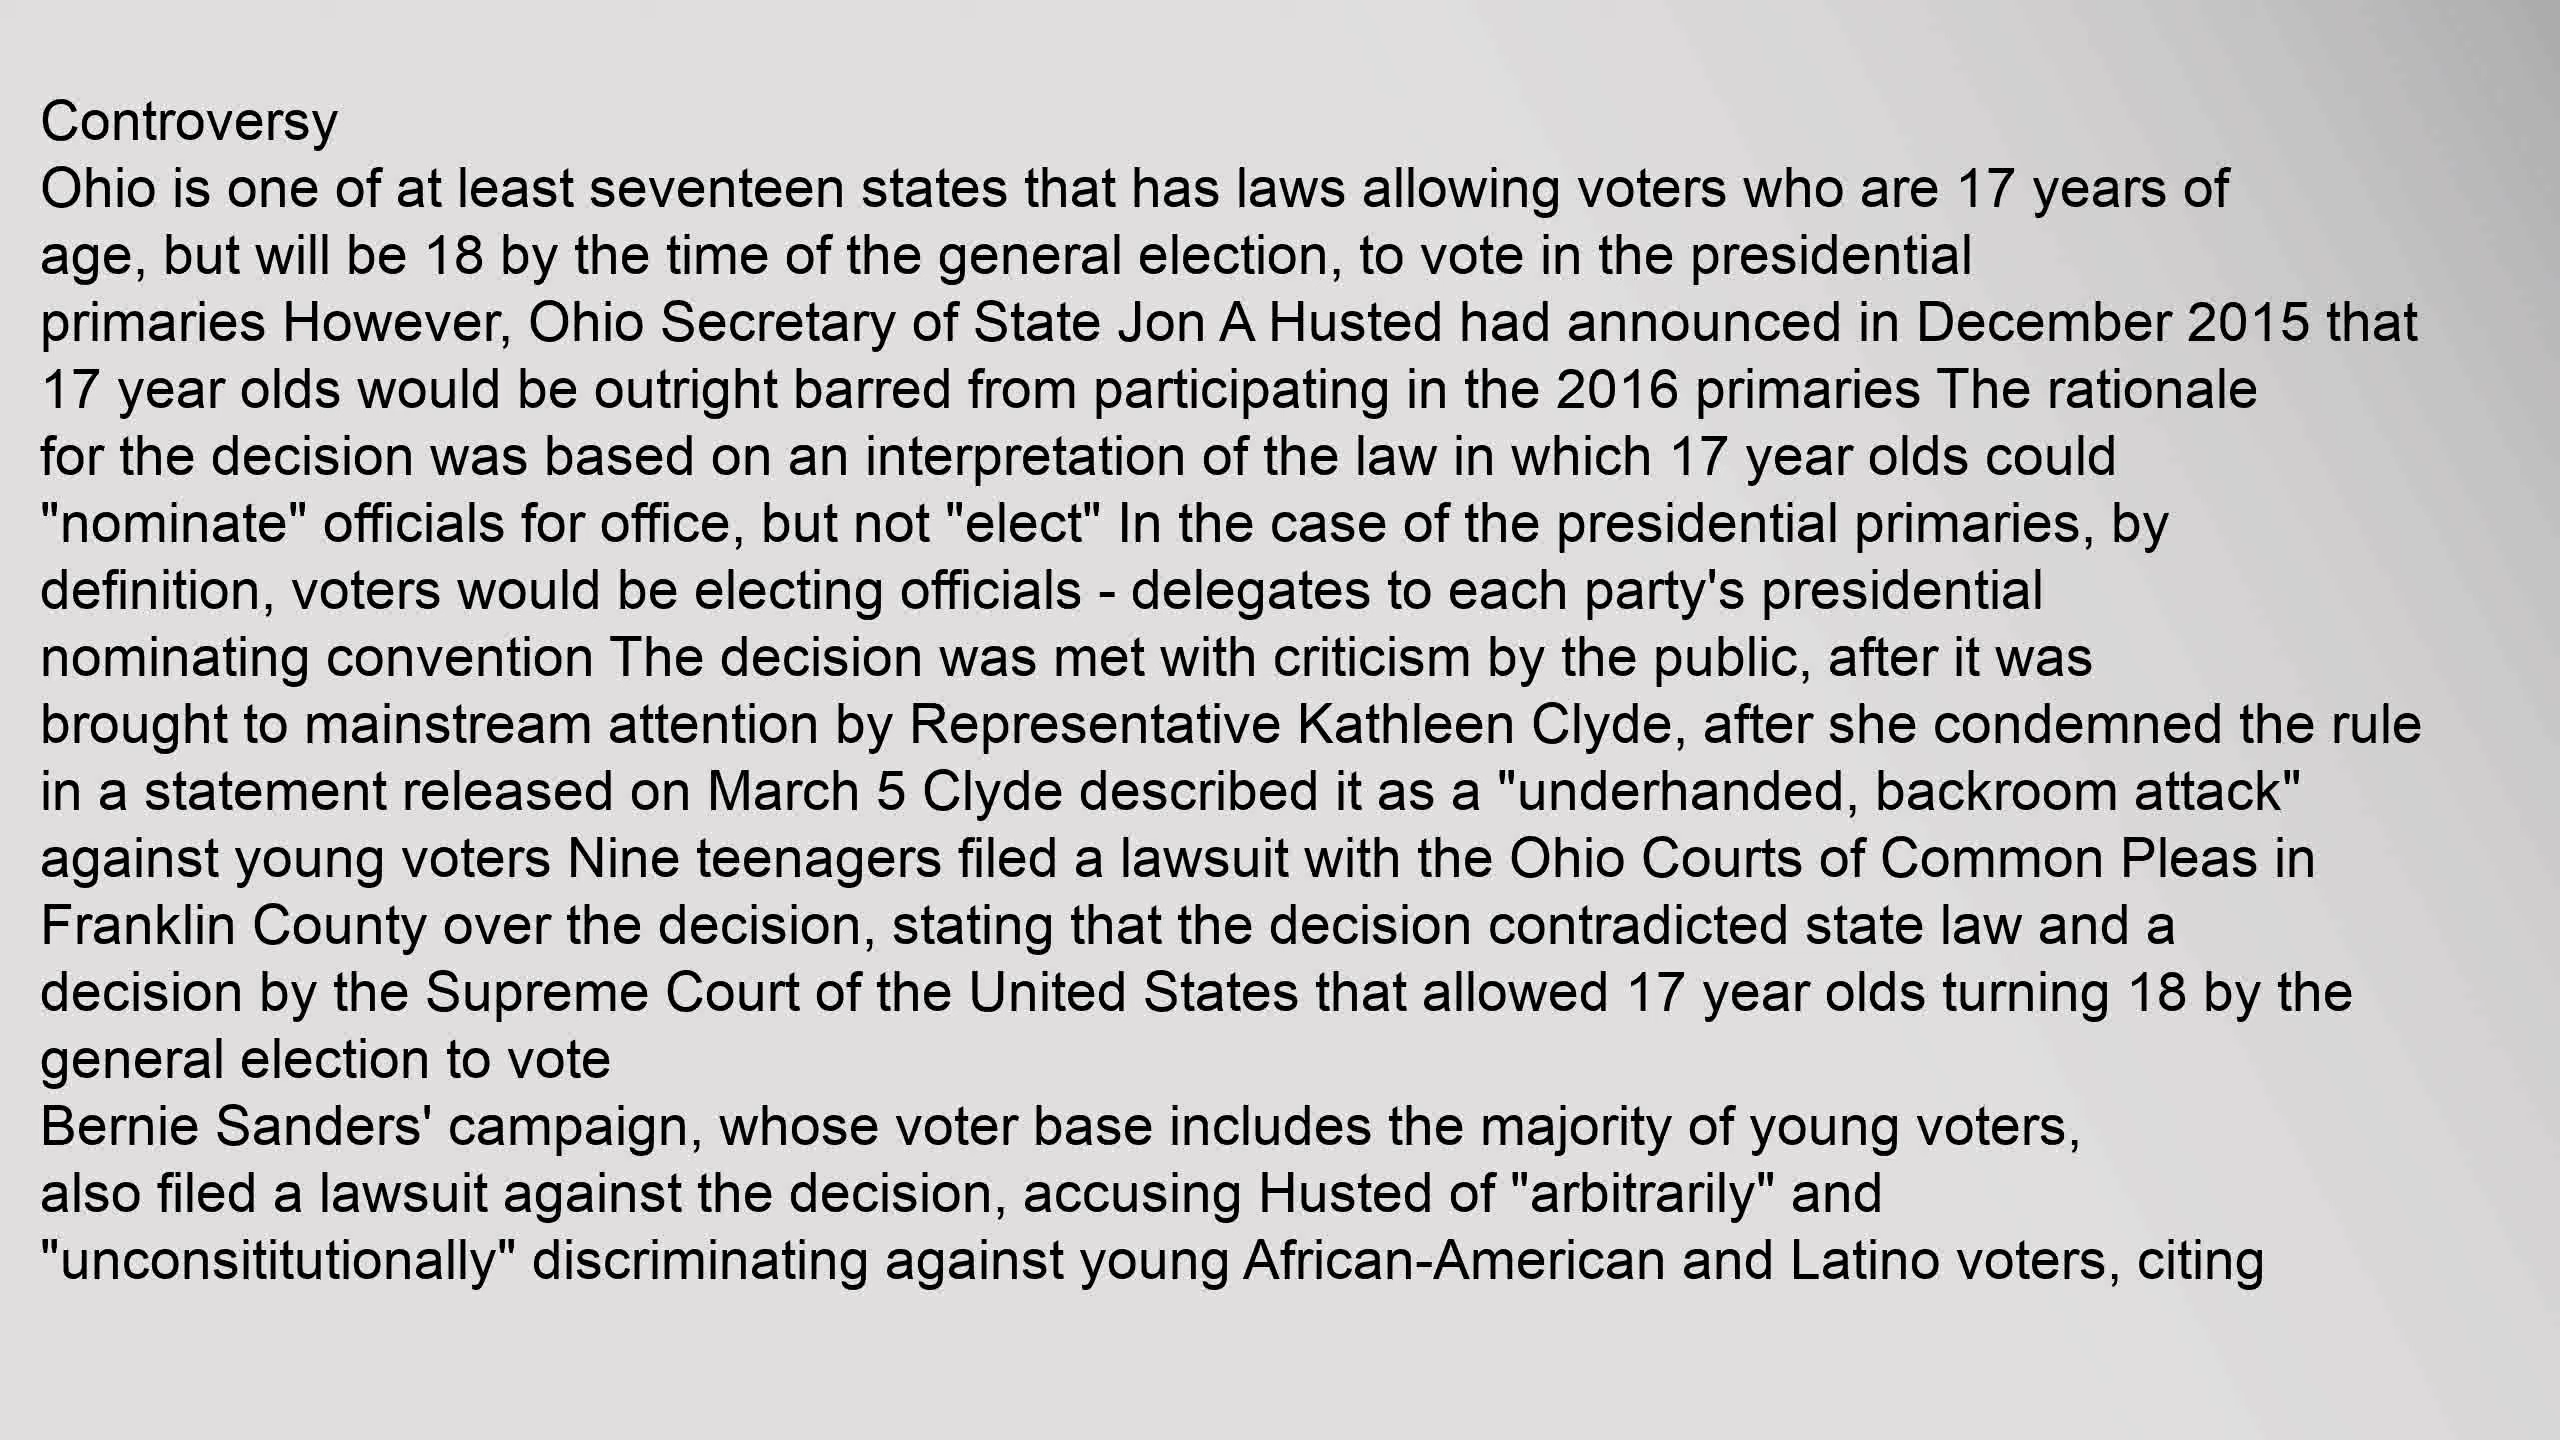 Controversy
Ohio is one of at least seventeen states that has laws allowing voters who are 17 years of
age, but will be 18 by the time of the general election, to vote in the presidential
primaries However, Ohio Secretary of State Jon A Husted had announced in December 2015 that
17 year olds would be outright barred from participating in the 2016 primaries The rationale
for the decision was based on an interpretation of the law in which 17 year olds could
"nominate" officials for office, but not "elect" In the case of the presidential primaries, by
definition, voters would be electing officials - delegates to each party's presidential
nominating convention The decision was met with criticism by the public, after it was
brought to mainstream attention by Representative Kathleen Clyde, after she condemned the rule
in a statement released on March 5 Clyde described it as a "underhanded, backroom attack"
against young voters Nine teenagers filed a lawsuit with the Ohio Courts of Common Pleas in
Franklin County over the decision, stating that the decision contradicted state law and a
decision by the Supreme Court of the United States that allowed 17 year olds turning 18 by the
general election to vote
Bernie Sanders' campaign, whose voter base includes the majority of young voters,
also filed a lawsuit against the decision, accusing Husted of "arbitrarily" and
"unconsititutionally" discriminating against young African-American and Latino voters, citing